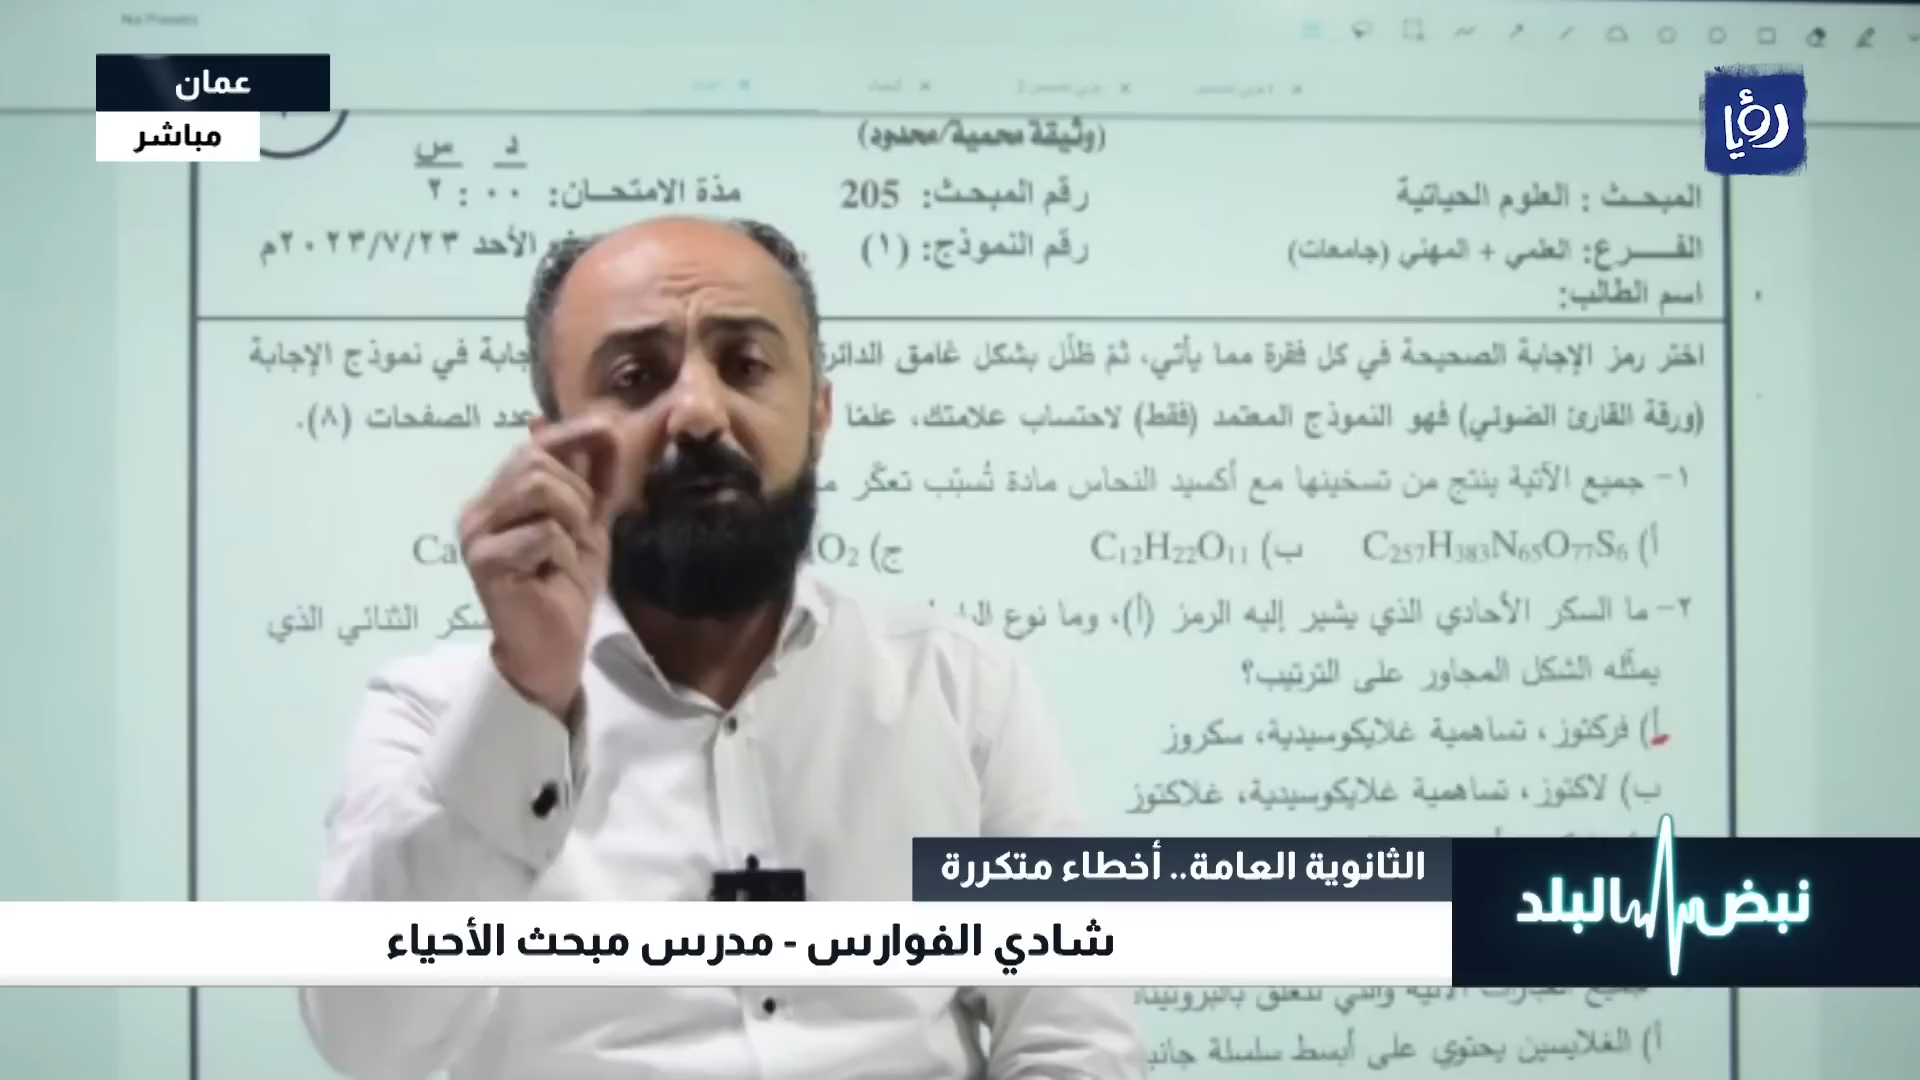 No Presets
عمان
مباشر
رؤيا
(وثيقة محمية/محدود)
د س
المبحث : العلوم الحياتية رقم المبحث: 205 مدّة الامتحان: ٠٠ : ٢
الفرع: العلمي + المهني (جامعات) رقم النموذج: (١) الأحد ٢٠٢٣/٧/٢٣م
اسم الطالب:
اختر رمز الإجابة الصحيحة في كل فقرة مما يأتي، ثمّ ظلّل بشكل غامق الدائرة في نموذج الإجابة
(ورقة القارئ الضوئي) فهو النموذج المعتمد (فقط) لاحتساب علامتك، علمًا عدد الصفحات (٨).
١- جميع الآتية ينتج من تسخينها مع أكسيد النحاس مادة تُسبّب تعكّر
أ) C257H383N65O77S6 ب) C12H22O11 ج)
٢- ما السكر الأحادي الذي يشير إليه الرمز (أ)، وما نوع الثنائي الذي
يمثّله الشكل المجاور على الترتيب؟
أ) فركتوز، تساهمية غلايكوسيدية، سكروز
ب) لاكتوز، تساهمية غلايكوسيدية، غلاكتوز
الثانوية العامة.. أخطاء متكررة
نبض البلد
شادي الفوارس - مدرس مبحث الأحياء
أ) الغلايسين يحتوي على أبسط سلسلة